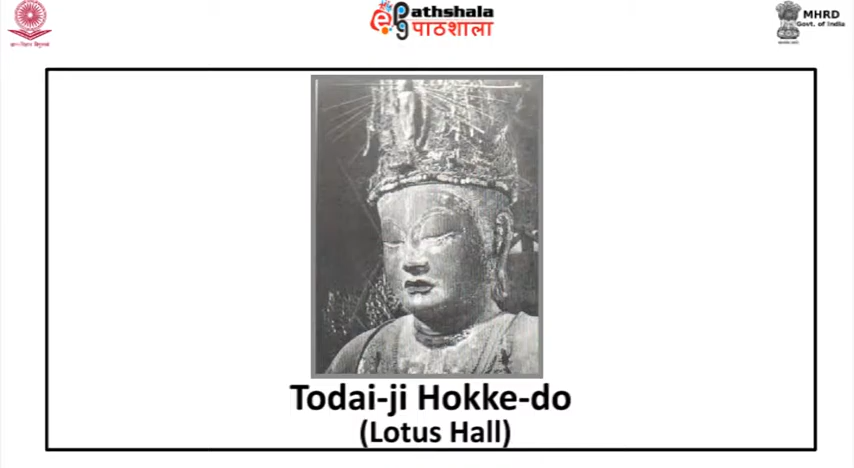 ePathshala
पाठशाला
MHRD
Govt. of India
Todai-ji Hokke-do
(Lotus Hall)